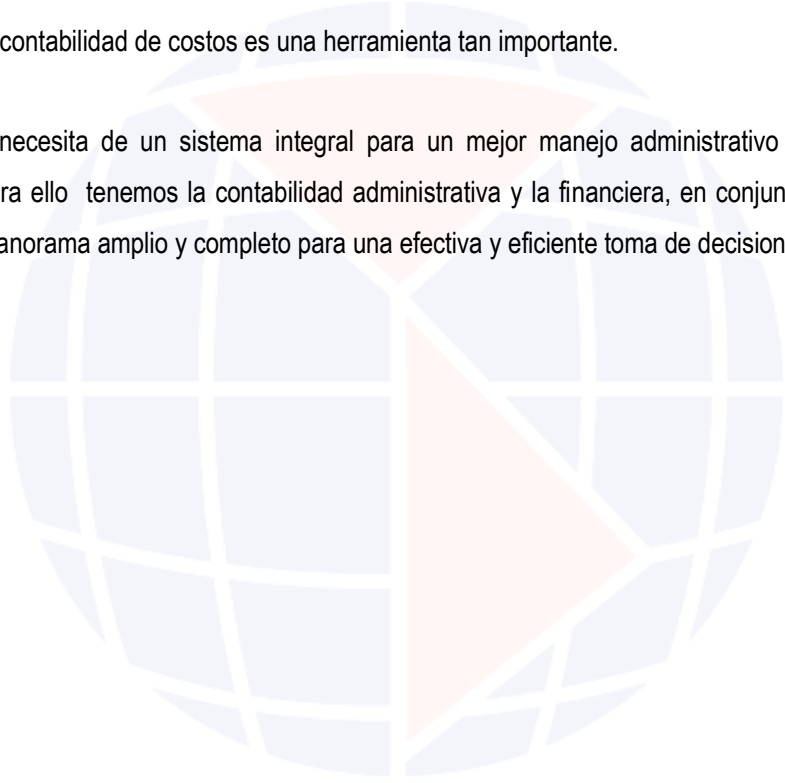 contabilidad de costos es una herramienta tan importante.
necesita de un sistema integral para un mejor manejo administrativo
ra ello tenemos la contabilidad administrativa y la financiera, en conjun
anorama amplio y completo para una efectiva y eficiente toma de decision